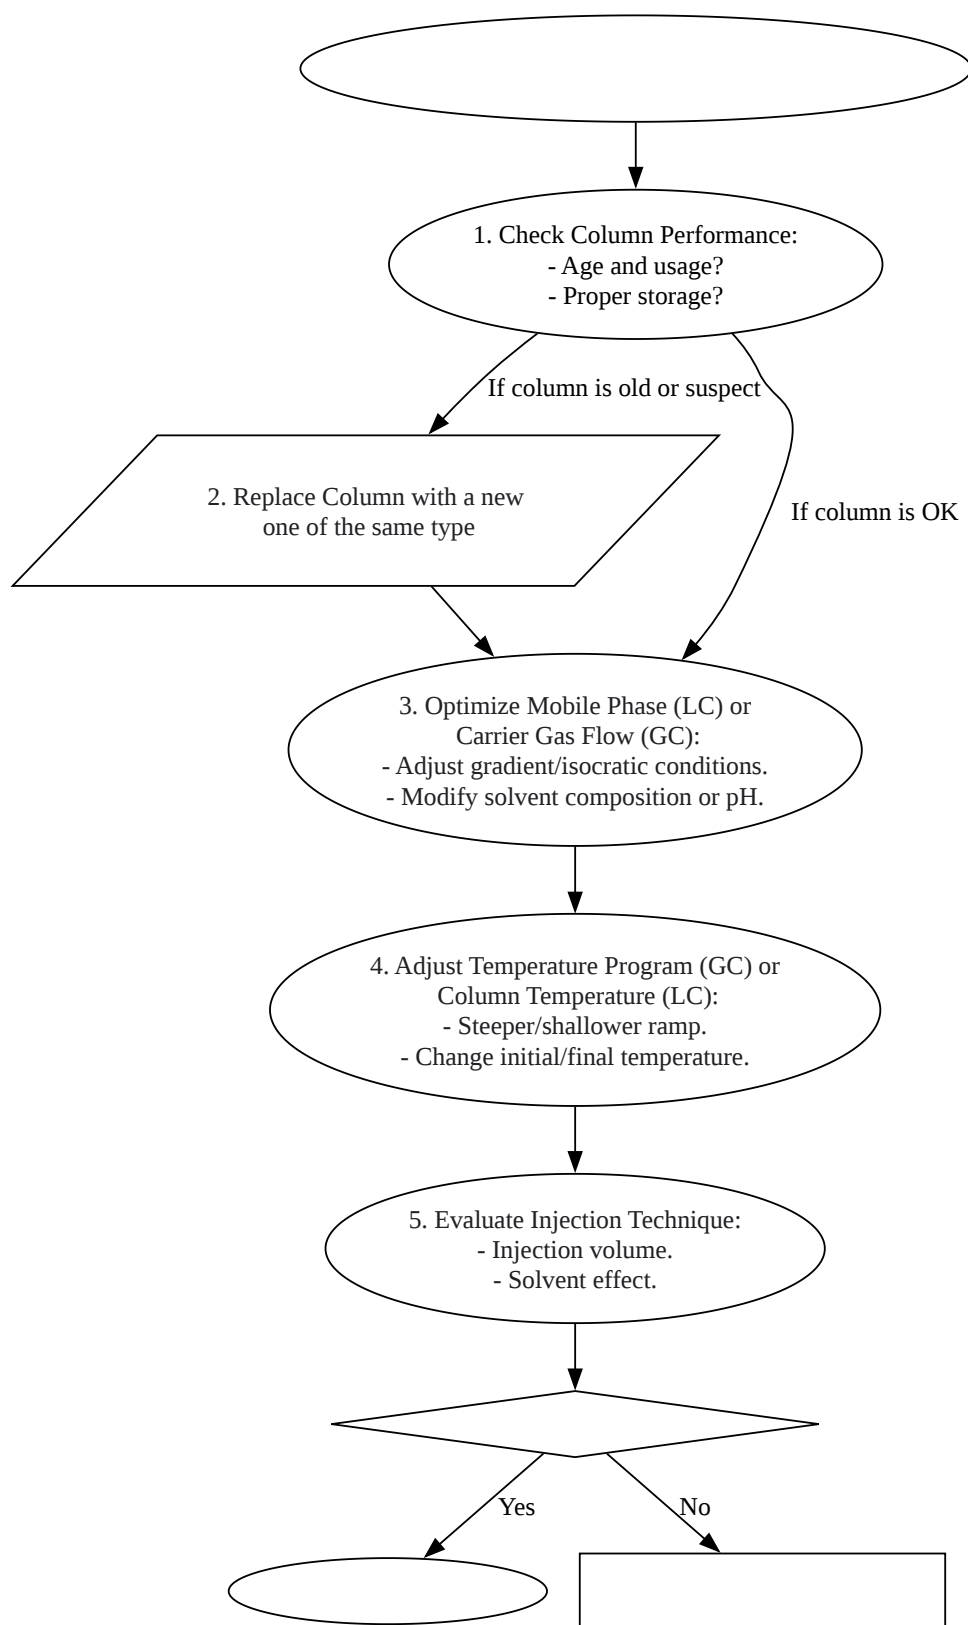 1. Check Column Performance:
- Age and usage?
- Proper storage?
If column is old or suspect
2. Replace Column with a new
one of the same type
If column is OK
3. Optimize Mobile Phase (LC) or
Carrier Gas Flow (GC):
- Adjust gradient/isocratic conditions.
- Modify solvent composition or pH.
4. Adjust Temperature Program (GC) or
Column Temperature (LC):
- Steeper/shallower ramp.
- Change initial/final temperature.
5. Evaluate Injection Technique:
- Injection volume.
- Solvent effect.
Yes
No